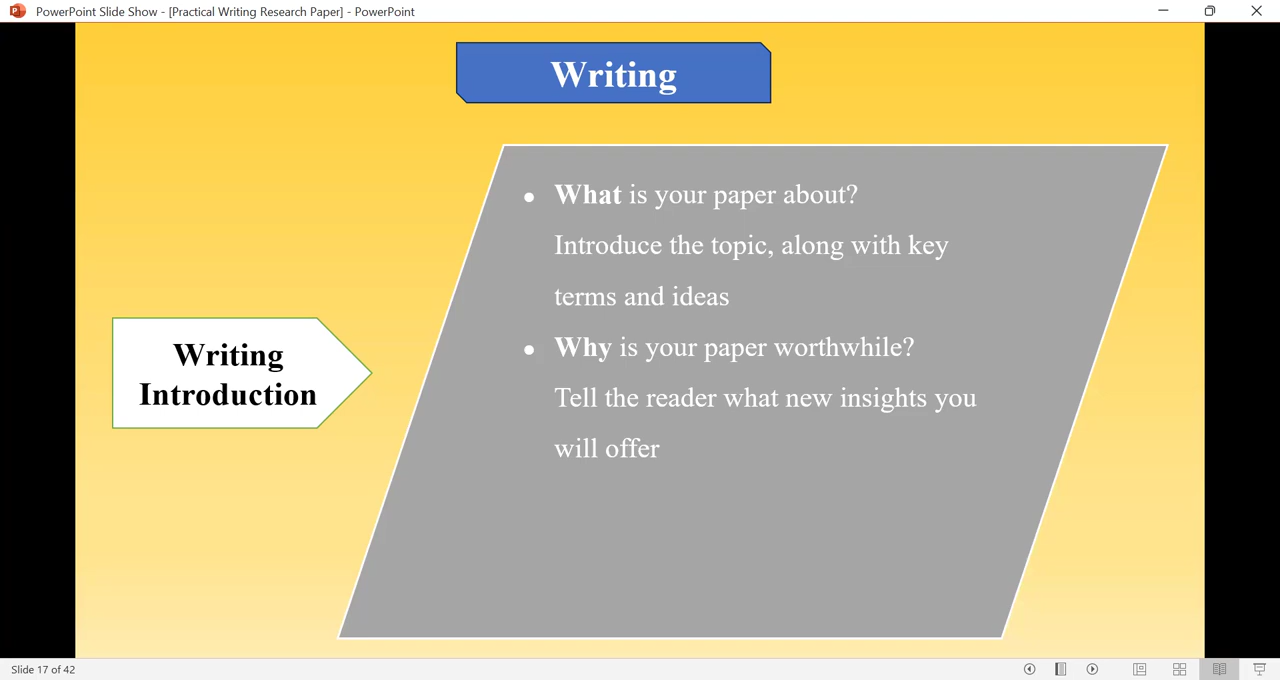 PowerPoint Slide Show - [Practical Writing Research Paper] - PowerPoint
Writing
• What is your paper about?
Introduce the topic, along with key
terms and ideas
• Why is your paper worthwhile?
Tell the reader what new insights you
will offer
Writing
Introduction
Slide 17 of 42